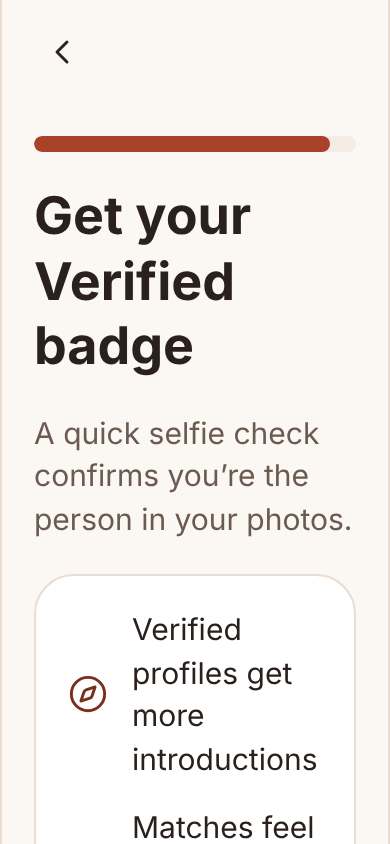 Get your
Verified
badge
A quick selfie check
confirms you’re the
person in your photos.
Verified
profiles get
more
introductions
Matches feel